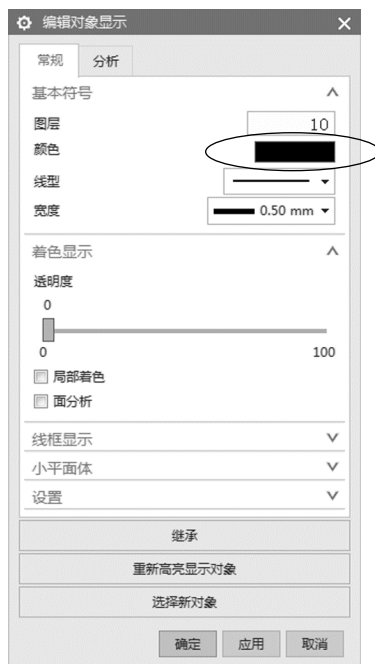 编辑对象显示
常规 分析
基本符号
图层 10
颜色
线型
宽度 0.50 mm
着色显示
透明度
0
0 100
局部着色
面分析
线框显示
小平面体
设置
继承
重新高亮显示对象
选择新对象
确定 应用 取消